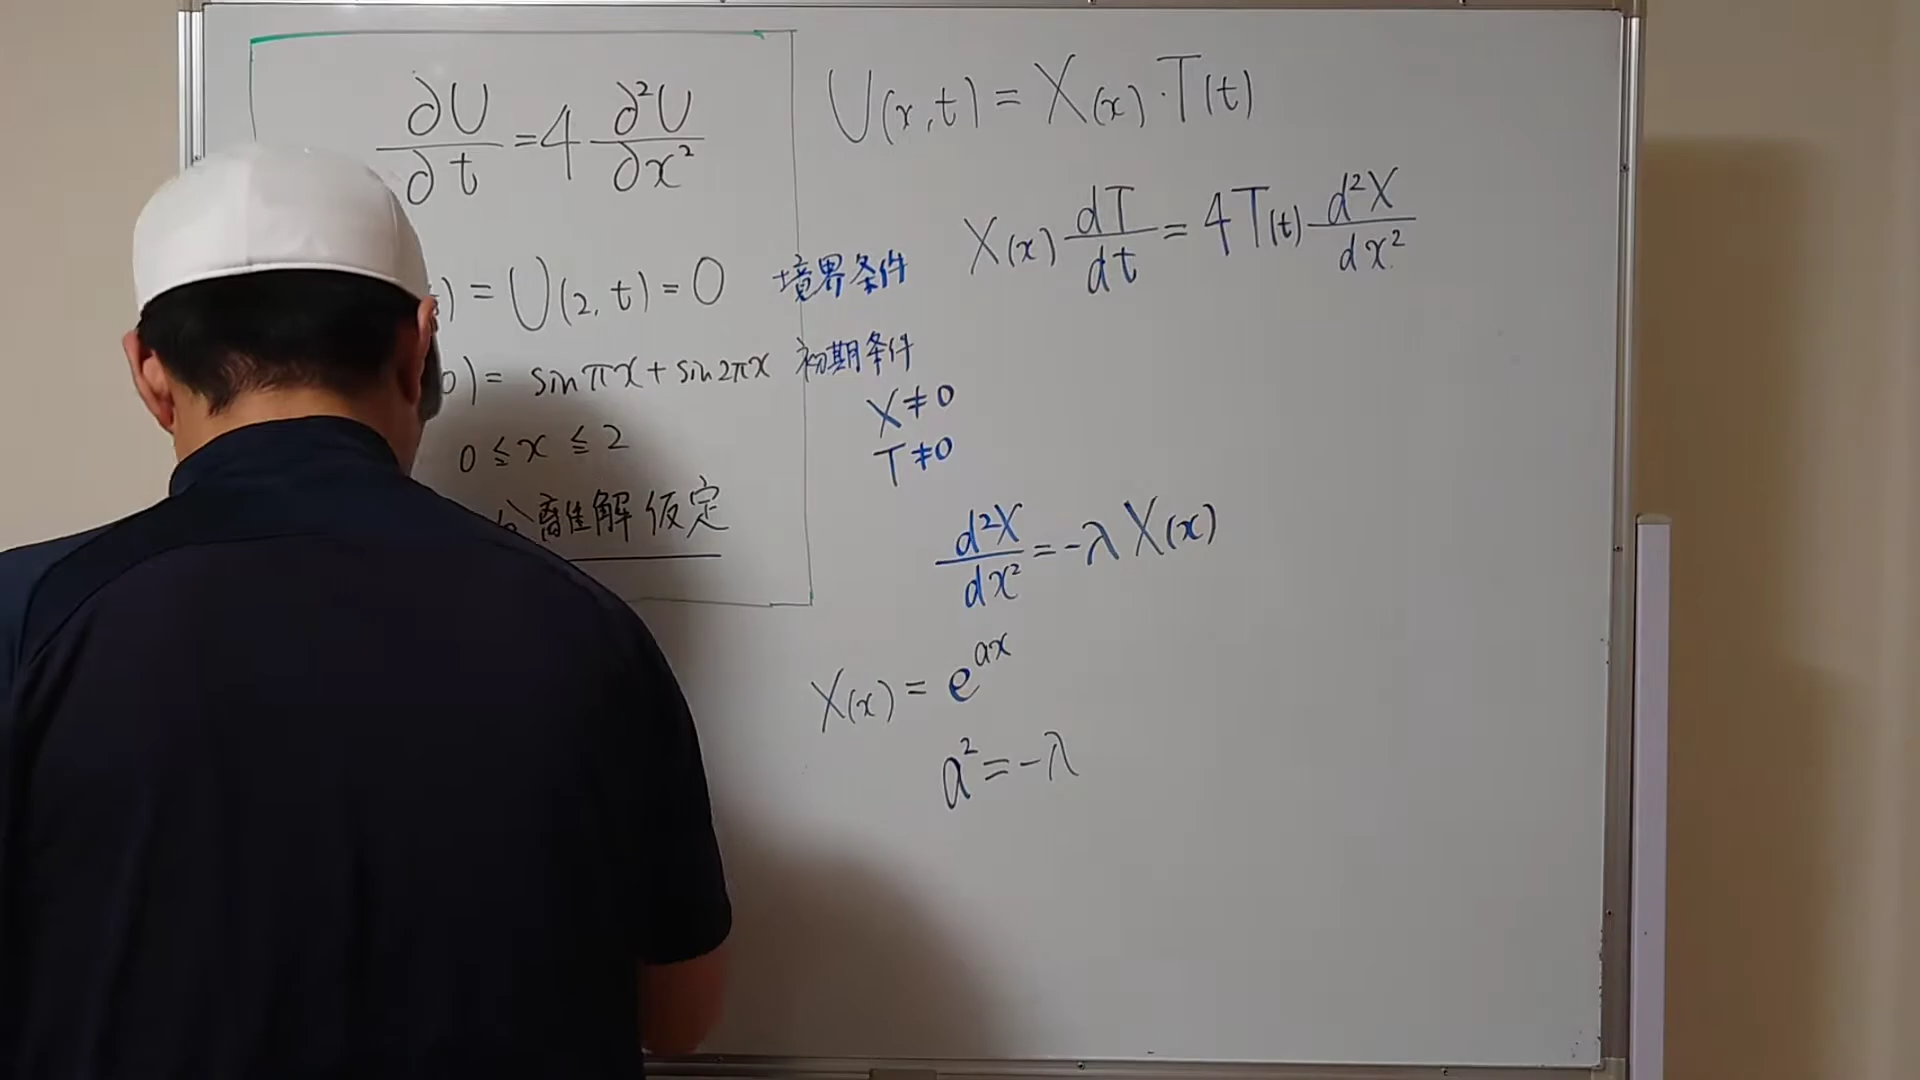 ∂U/∂t = 4 ∂²U/∂x²
) = U(2, t) = 0 境界条件
0) = sinπx + sin2πx 初期条件
0 ≦ x ≦ 2
離解仮定
U(x, t) = X(x)・T(t)
X(x) dT/dt = 4T(t) d²X/dx²
X ≠ 0
T ≠ 0
d²X/dx² = -λX(x)
X(x) = e^{ax}
a² = -λ